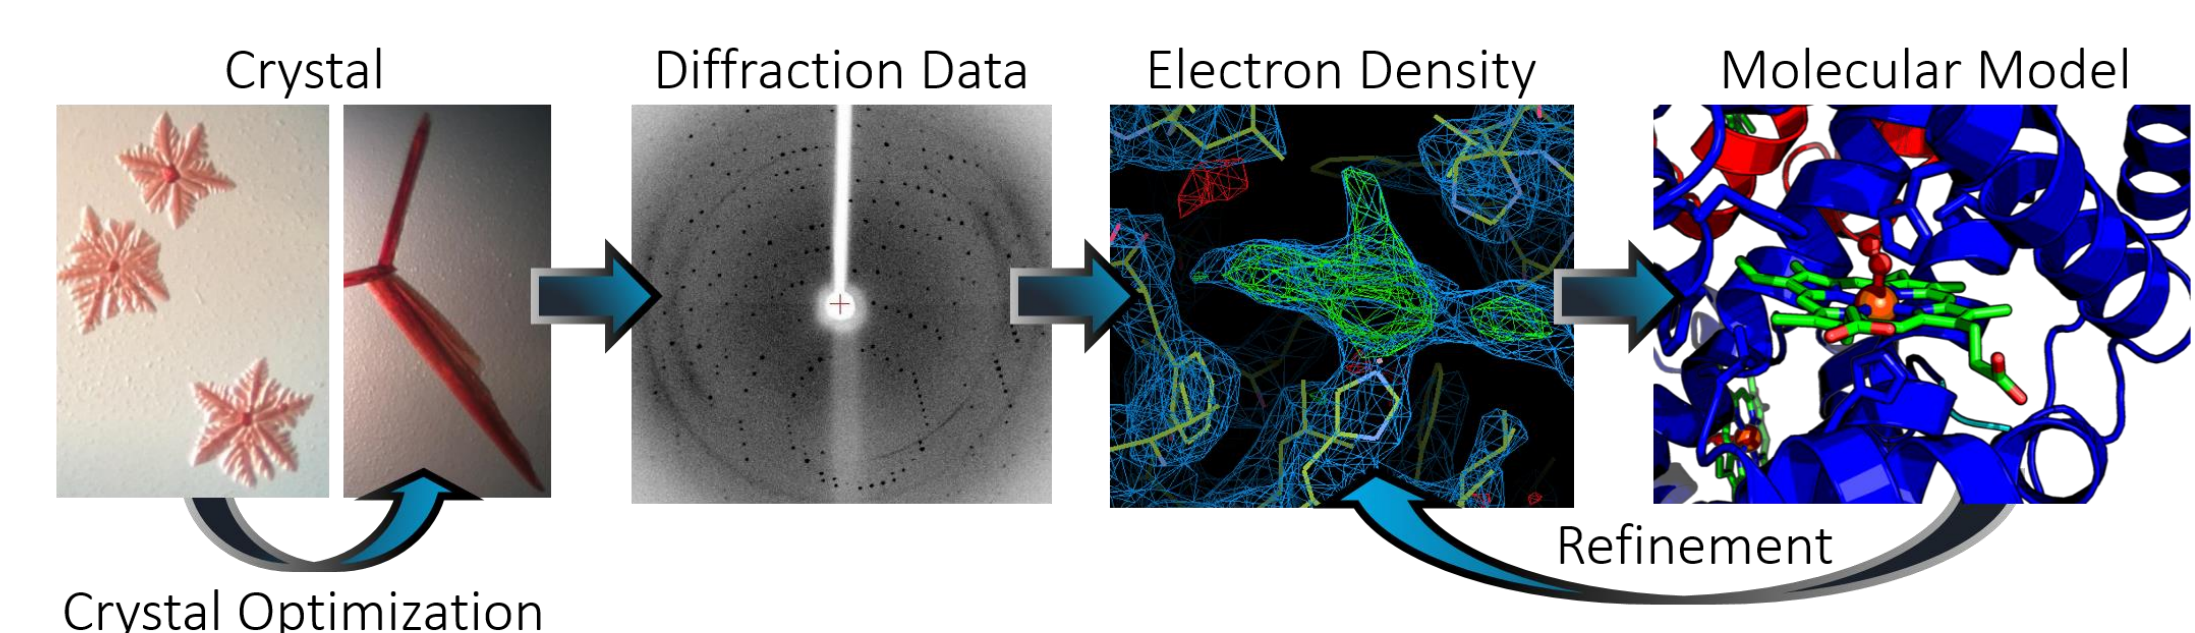 Crystal
Diffraction Data
Electron Density
Molecular Model
Refinement
Crystal Optimization